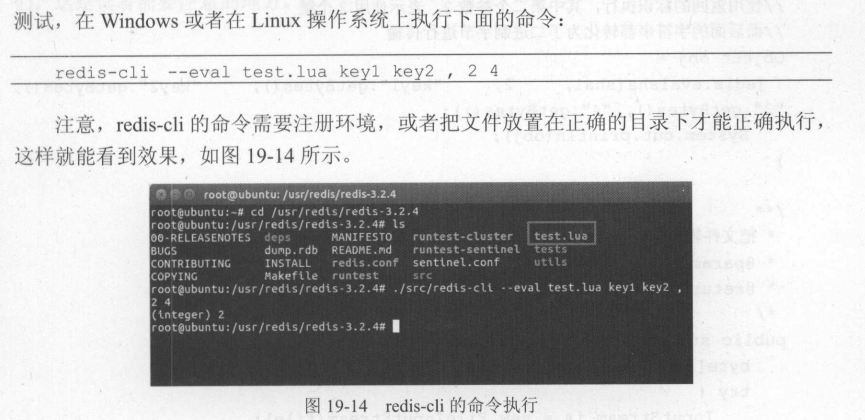 测试，在 Windows 或者在 Linux 操作系统上执行下面的命令：
redis-cli --eval test.lua key1 key2 , 2 4
注意，redis-cli 的命令需要注册环境，或者把文件放置在正确的目录下才能正确执行，
这样就能看到效果，如图 19-14 所示。
root@ubuntu: /usr/redis/redis-3.2.4
root@ubuntu:~# cd /usr/redis/redis-3.2.4
root@ubuntu:/usr/redis/redis-3.2.4# ls
00-RELEASENOTES deps MANIFESTO runtest-cluster test.lua
BUGS dump.rdb README.md runtest-sentinel tests
CONTRIBUTING INSTALL redis.conf sentinel.conf utils
COPYING Makefile runtest src
root@ubuntu:/usr/redis/redis-3.2.4# ./src/redis-cli --eval test.lua key1 key2 ,
2 4
(integer) 2
root@ubuntu:/usr/redis/redis-3.2.4#
图 19-14 redis-cli 的命令执行